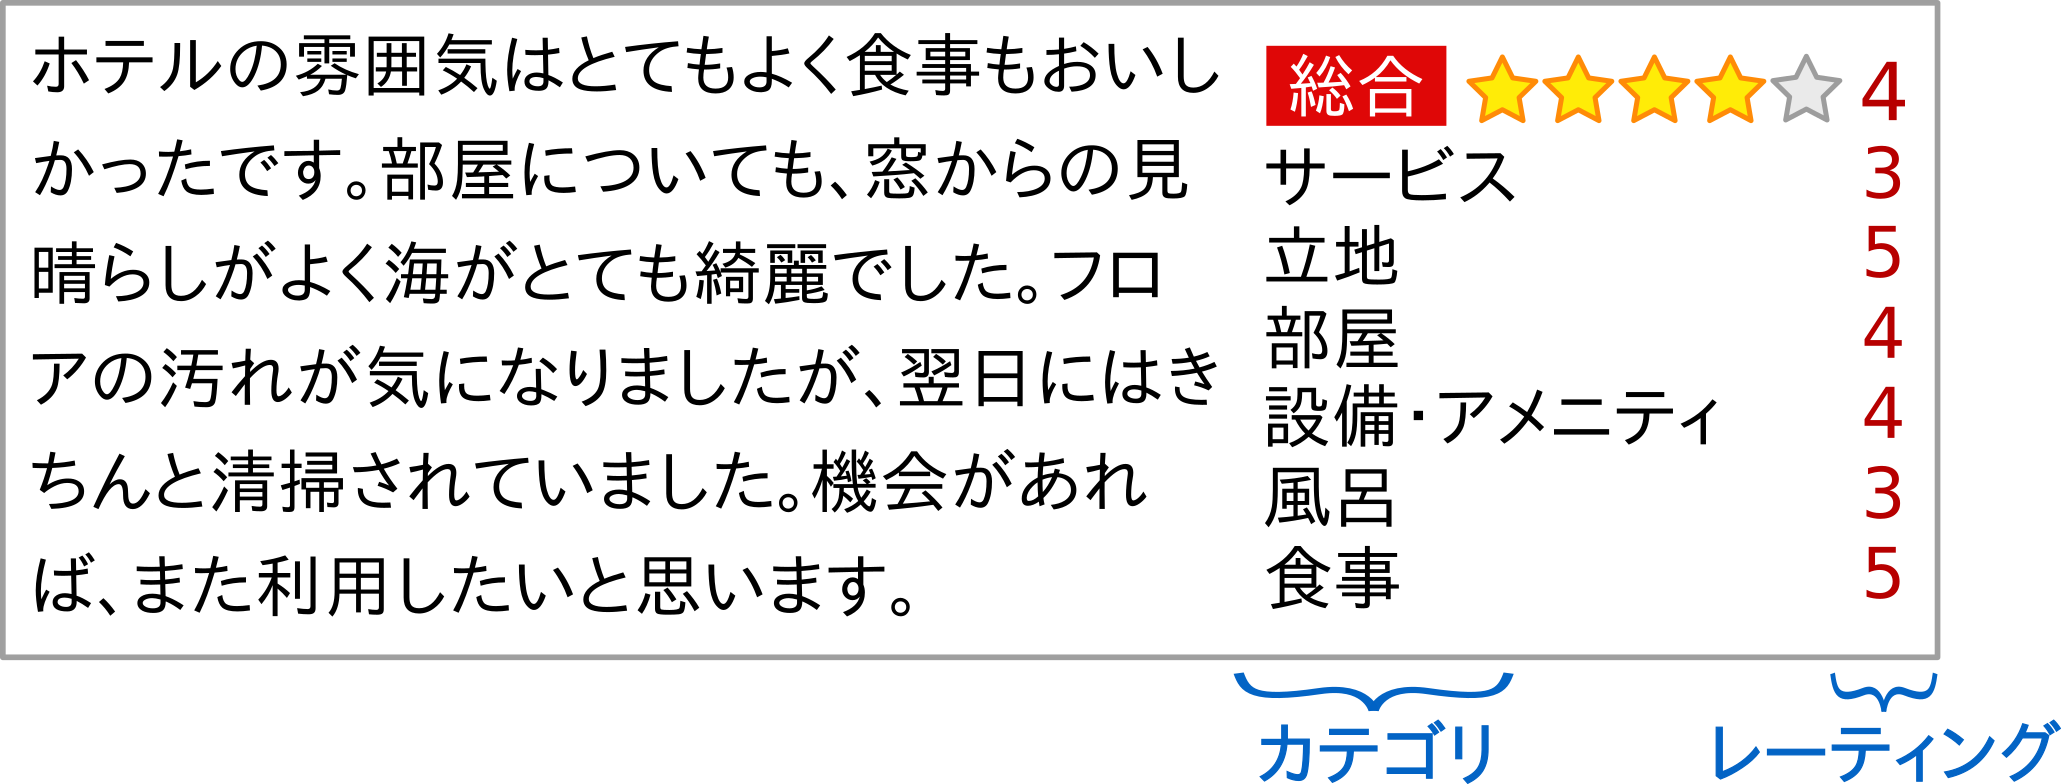 ホテルの雰囲気はとてもよく食事もおいし
かったです。部屋についても、窓からの見
晴らしがよく海がとても綺麗でした。フロ
アの汚れが気になりましたが、翌日にはき
ちんと清掃されていました。機会があれ
ば、また利用したいと思います。
総合 4
サービス 3
立地 5
部屋 4
設備・アメニティ 4
風呂 3
食事 5
カテゴリ レーティング